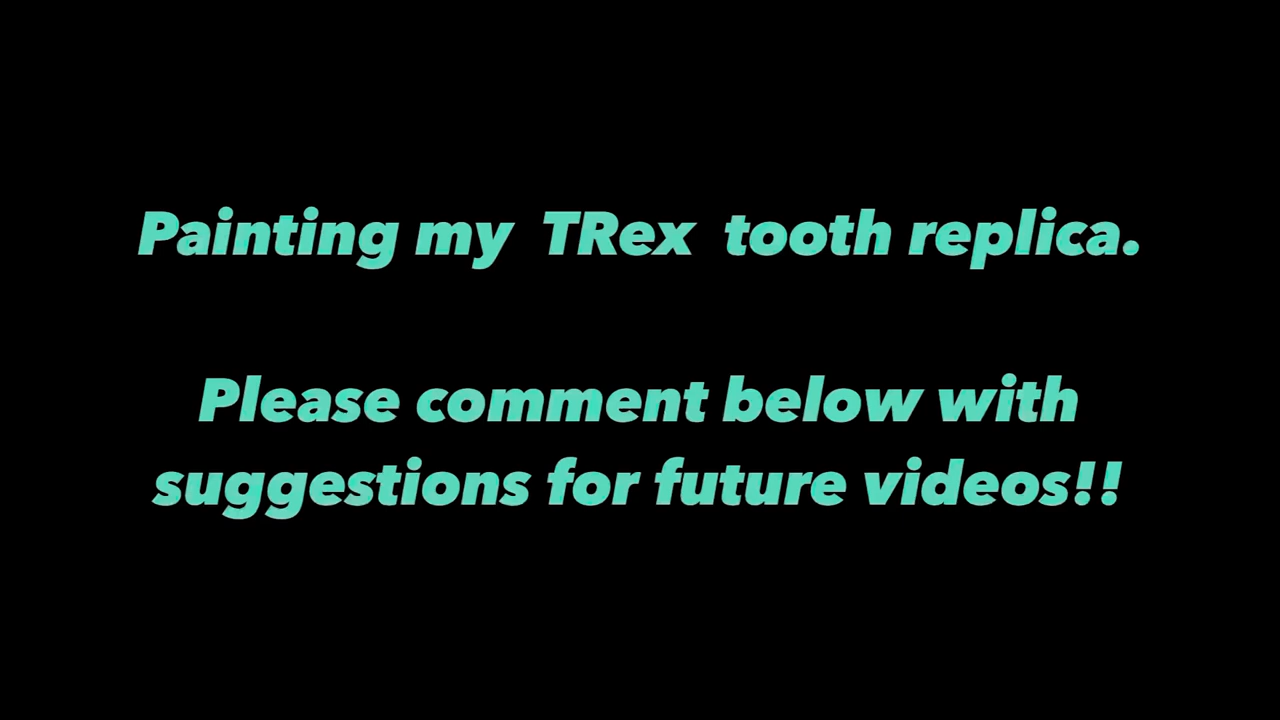 Painting my TRex tooth replica.
Please comment below with
suggestions for future videos!!